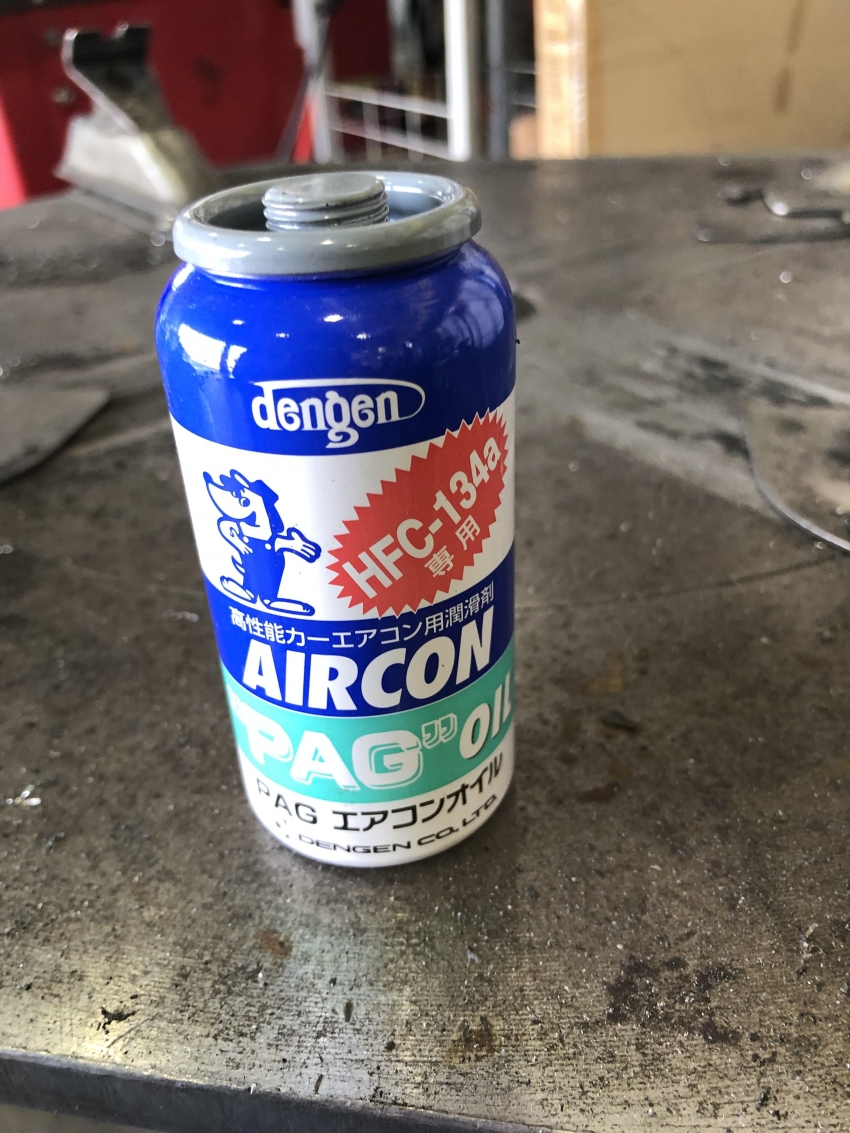 dengen
HFC-134a
専用
高性能カーエアコン用潤滑剤
AIRCON
"PAG" OIL
PAG エアコンオイル
DENGEN CO., LTD.